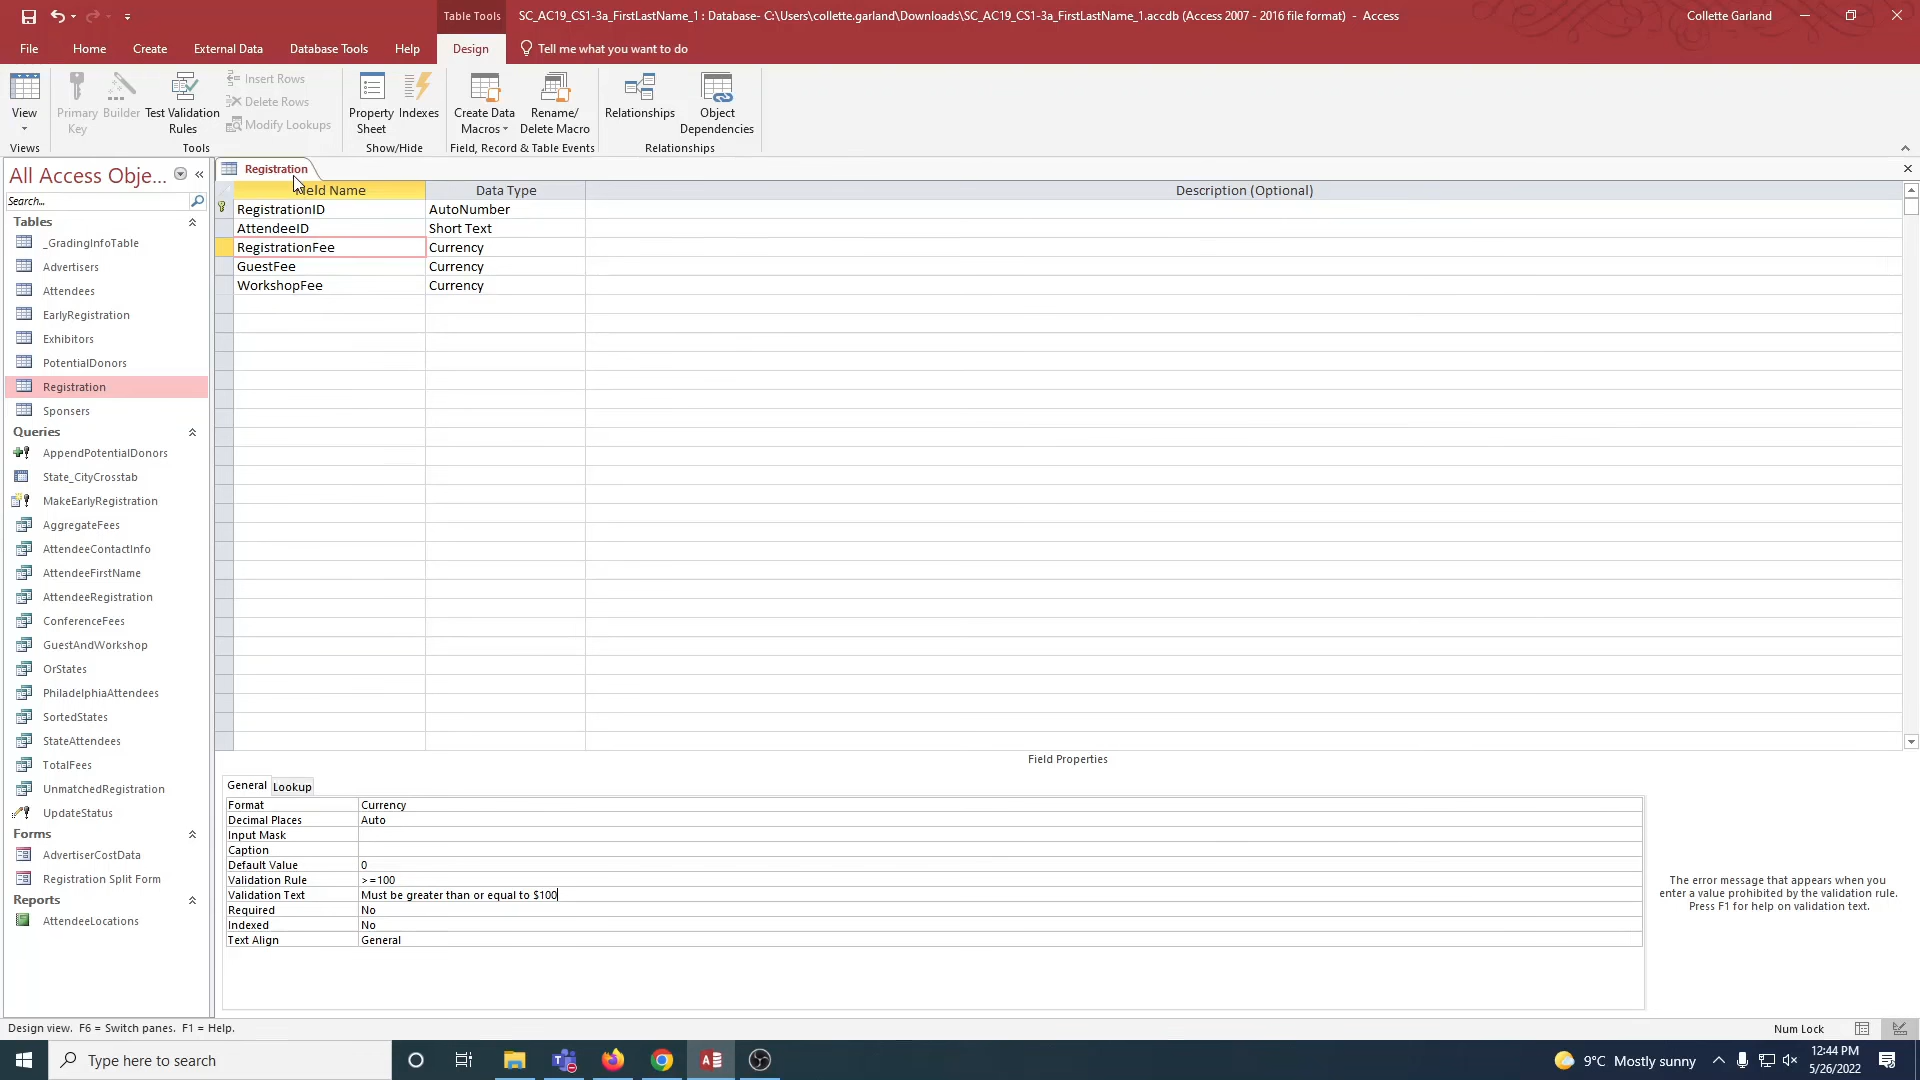 Table Tools
SC_AC19_CS1-3a_FirstLastName_1 : Database- C:\Users\collette.garland\Downloads\SC_AC19_CS1-3a_FirstLastName_1.accdb (Access 2007 - 2016 file format) - Access
Collette Garland
File Home Create External Data Database Tools Help Design Tell me what you want to do
View
Primary Key
Builder
Test Validation Rules
Insert Rows
Delete Rows
Modify Lookups
Property Sheet
Indexes
Create Data Macros
Rename/ Delete Macro
Relationships
Object Dependencies
Views Tools Show/Hide Field, Record & Table Events Relationships
All Access Obje...
Search...
Tables
_GradingInfoTable
Advertisers
Attendees
EarlyRegistration
Exhibitors
PotentialDonors
Registration
Sponsers
Queries
AppendPotentialDonors
State_CityCrosstab
MakeEarlyRegistration
AggregateFees
AttendeeContactInfo
AttendeeFirstName
AttendeeRegistration
ConferenceFees
GuestAndWorkshop
OrStates
PhiladelphiaAttendees
SortedStates
StateAttendees
TotalFees
UnmatchedRegistration
UpdateStatus
Forms
AdvertiserCostData
Registration Split Form
Reports
AttendeeLocations
Registration
Field Name Data Type Description (Optional)
RegistrationID AutoNumber
AttendeeID Short Text
RegistrationFee Currency
GuestFee Currency
WorkshopFee Currency
Field Properties
General Lookup
Format Currency
Decimal Places Auto
Input Mask
Caption
Default Value 0
Validation Rule >=100
Validation Text Must be greater than or equal to $100
Required No
Indexed No
Text Align General
The error message that appears when you
enter a value prohibited by the validation rule.
Press F1 for help on validation text.
Design view. F6 = Switch panes. F1 = Help.
Num Lock
Type here to search
9°C Mostly sunny
12:44 PM
5/26/2022